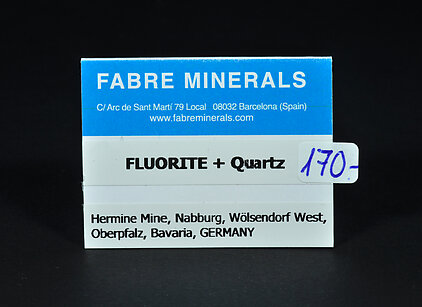 FABRE MINERALS
C/ Arc de Sant Martí 79 Local 08032 Barcelona (Spain)
www.fabreminerals.com
FLUORITE + Quartz
170-
Hermine Mine, Nabburg, Wölsendorf West,
Oberpfalz, Bavaria, GERMANY